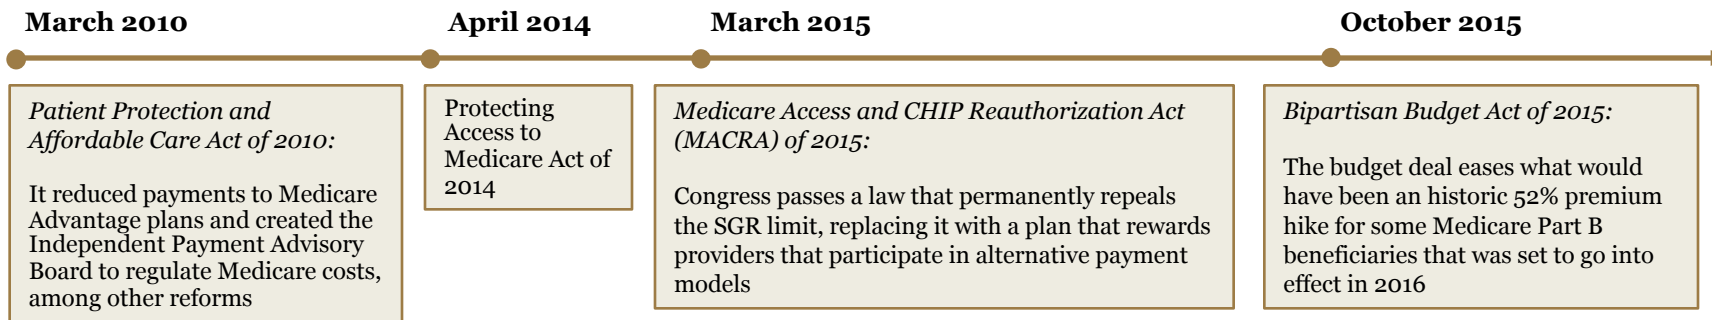 March 2010
April 2014
March 2015
October 2015
Patient Protection and
Affordable Care Act of 2010:
It reduced payments to Medicare
Advantage plans and created the
Independent Payment Advisory
Board to regulate Medicare costs,
among other reforms
Protecting
Access to
Medicare Act of
2014
Medicare Access and CHIP Reauthorization Act
(MACRA) of 2015:
Congress passes a law that permanently repeals
the SGR limit, replacing it with a plan that rewards
providers that participate in alternative payment
models
Bipartisan Budget Act of 2015:
The budget deal eases what would
have been an historic 52% premium
hike for some Medicare Part B
beneficiaries that was set to go into
effect in 2016